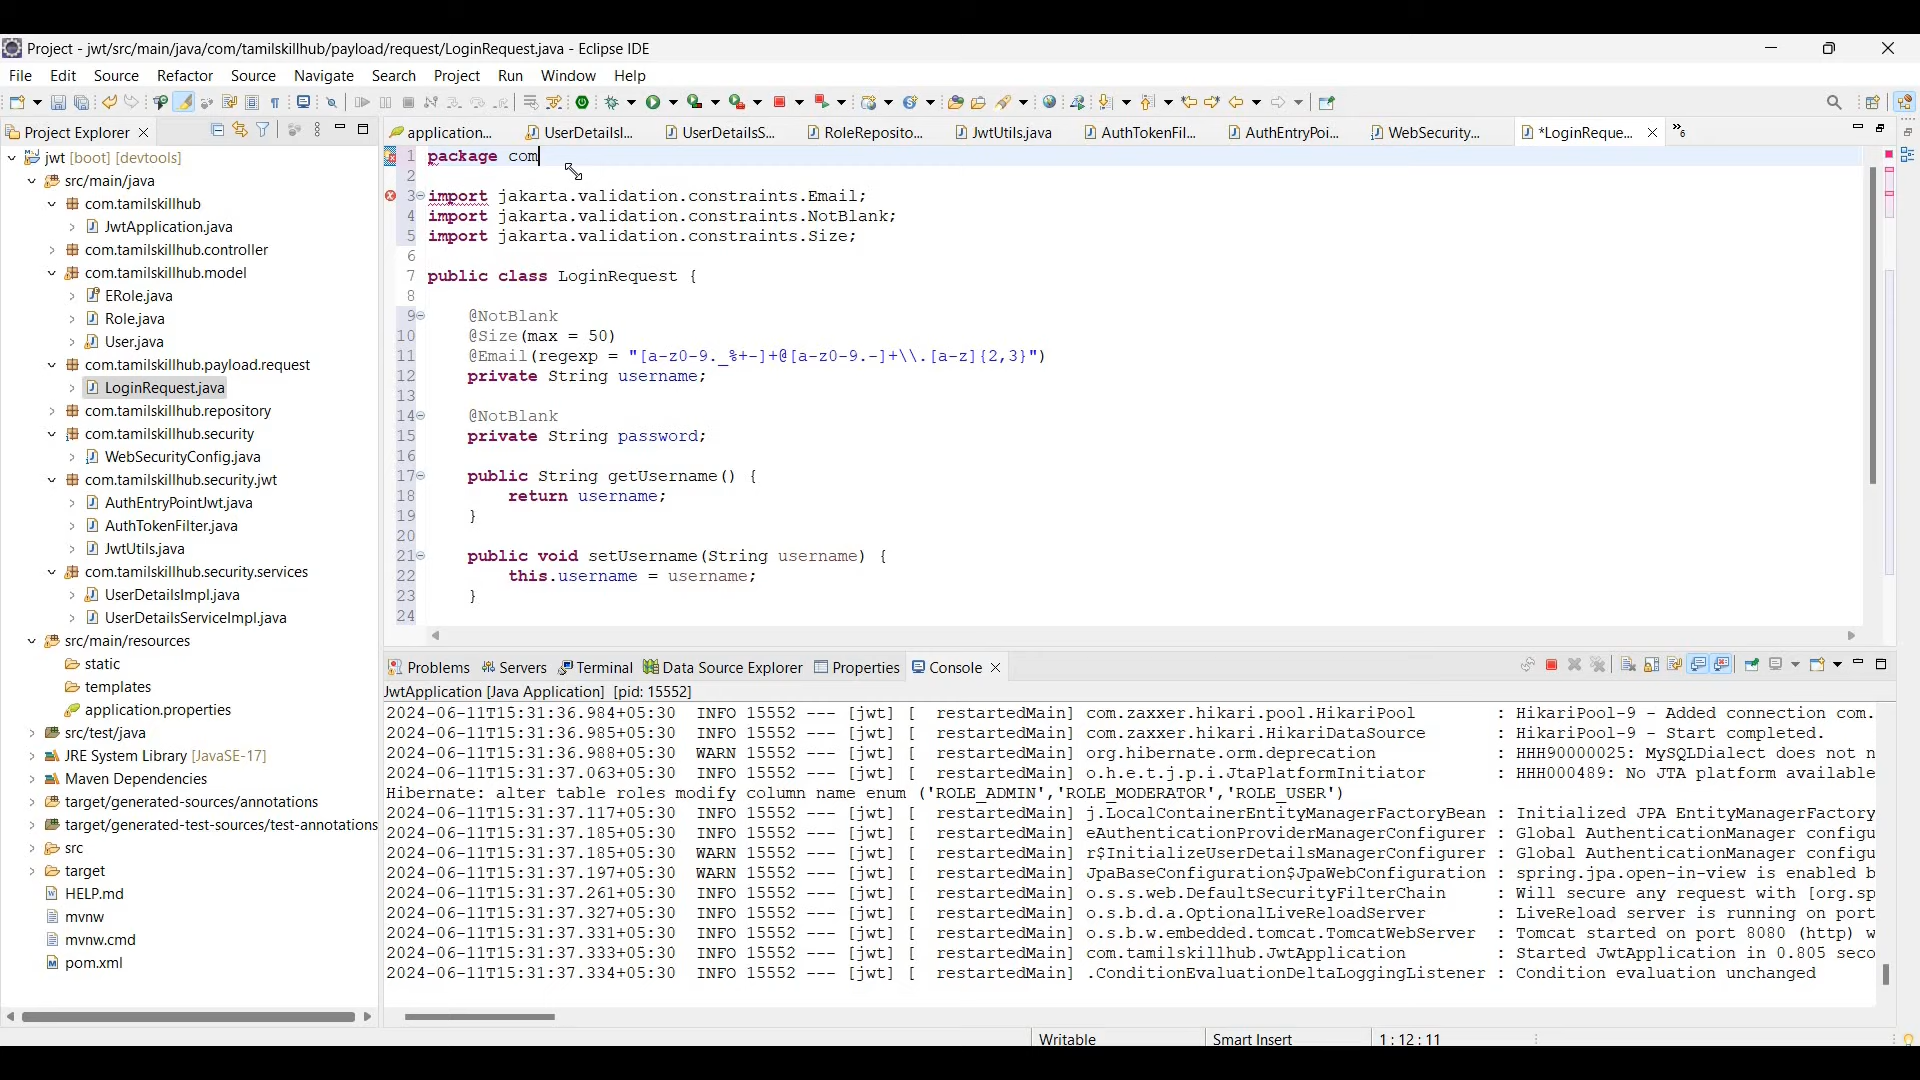 Project - jwt/src/main/java/com/tamilskillhub/payload/request/LoginRequest.java - Eclipse IDE
File Edit Source Refactor Source Navigate Search Project Run Window Help
Project Explorer
application... UserDetailsI... UserDetailsS... RoleReposito... JwtUtils.java AuthTokenFil... AuthEntryPoi... WebSecurity... *LoginReque... »6
jwt [boot] [devtools]
src/main/java
com.tamilskillhub
JwtApplication.java
com.tamilskillhub.controller
com.tamilskillhub.model
ERole.java
Role.java
User.java
com.tamilskillhub.payload.request
LoginRequest.java
com.tamilskillhub.repository
com.tamilskillhub.security
WebSecurityConfig.java
com.tamilskillhub.security.jwt
AuthEntryPointJwt.java
AuthTokenFilter.java
JwtUtils.java
com.tamilskillhub.security.services
UserDetailsImpl.java
UserDetailsServiceImpl.java
src/main/resources
static
templates
application.properties
src/test/java
JRE System Library [JavaSE-17]
Maven Dependencies
target/generated-sources/annotations
target/generated-test-sources/test-annotations
src
target
HELP.md
mvnw
mvnw.cmd
pom.xml
1 package com
2
3 import jakarta.validation.constraints.Email;
4 import jakarta.validation.constraints.NotBlank;
5 import jakarta.validation.constraints.Size;
6
7 public class LoginRequest {
8
9 @NotBlank
10 @Size(max = 50)
11 @Email(regexp = "[a-z0-9._%+-]+@[a-z0-9.-]+\\.[a-z]{2,3}")
12 private String username;
13
14 @NotBlank
15 private String password;
16
17 public String getUsername() {
18 return username;
19 }
20
21 public void setUsername(String username) {
22 this.username = username;
23 }
24
Problems Servers Terminal Data Source Explorer Properties Console
JwtApplication [Java Application] [pid: 15552]
2024-06-11T15:31:36.984+05:30 INFO 15552 --- [jwt] [ restartedMain] com.zaxxer.hikari.pool.HikariPool : HikariPool-9 - Added connection com.
2024-06-11T15:31:36.985+05:30 INFO 15552 --- [jwt] [ restartedMain] com.zaxxer.hikari.HikariDataSource : HikariPool-9 - Start completed.
2024-06-11T15:31:36.988+05:30 WARN 15552 --- [jwt] [ restartedMain] org.hibernate.orm.deprecation : HHH90000025: MySQLDialect does not n
2024-06-11T15:31:37.063+05:30 INFO 15552 --- [jwt] [ restartedMain] o.h.e.t.j.p.i.JtaPlatformInitiator : HHH000489: No JTA platform available
Hibernate: alter table roles modify column name enum ('ROLE_ADMIN','ROLE_MODERATOR','ROLE_USER')
2024-06-11T15:31:37.117+05:30 INFO 15552 --- [jwt] [ restartedMain] j.LocalContainerEntityManagerFactoryBean : Initialized JPA EntityManagerFactory
2024-06-11T15:31:37.185+05:30 INFO 15552 --- [jwt] [ restartedMain] eAuthenticationProviderManagerConfigurer : Global AuthenticationManager configu
2024-06-11T15:31:37.185+05:30 WARN 15552 --- [jwt] [ restartedMain] r$InitializeUserDetailsManagerConfigurer : Global AuthenticationManager configu
2024-06-11T15:31:37.197+05:30 WARN 15552 --- [jwt] [ restartedMain] JpaBaseConfiguration$JpaWebConfiguration : spring.jpa.open-in-view is enabled b
2024-06-11T15:31:37.261+05:30 INFO 15552 --- [jwt] [ restartedMain] o.s.s.web.DefaultSecurityFilterChain : Will secure any request with [org.sp
2024-06-11T15:31:37.327+05:30 INFO 15552 --- [jwt] [ restartedMain] o.s.b.d.a.OptionalLiveReloadServer : LiveReload server is running on port
2024-06-11T15:31:37.331+05:30 INFO 15552 --- [jwt] [ restartedMain] o.s.b.w.embedded.tomcat.TomcatWebServer : Tomcat started on port 8080 (http) w
2024-06-11T15:31:37.333+05:30 INFO 15552 --- [jwt] [ restartedMain] com.tamilskillhub.JwtApplication : Started JwtApplication in 0.805 seco
2024-06-11T15:31:37.334+05:30 INFO 15552 --- [jwt] [ restartedMain] .ConditionEvaluationDeltaLoggingListener : Condition evaluation unchanged
Writable Smart Insert 1 : 12 : 11